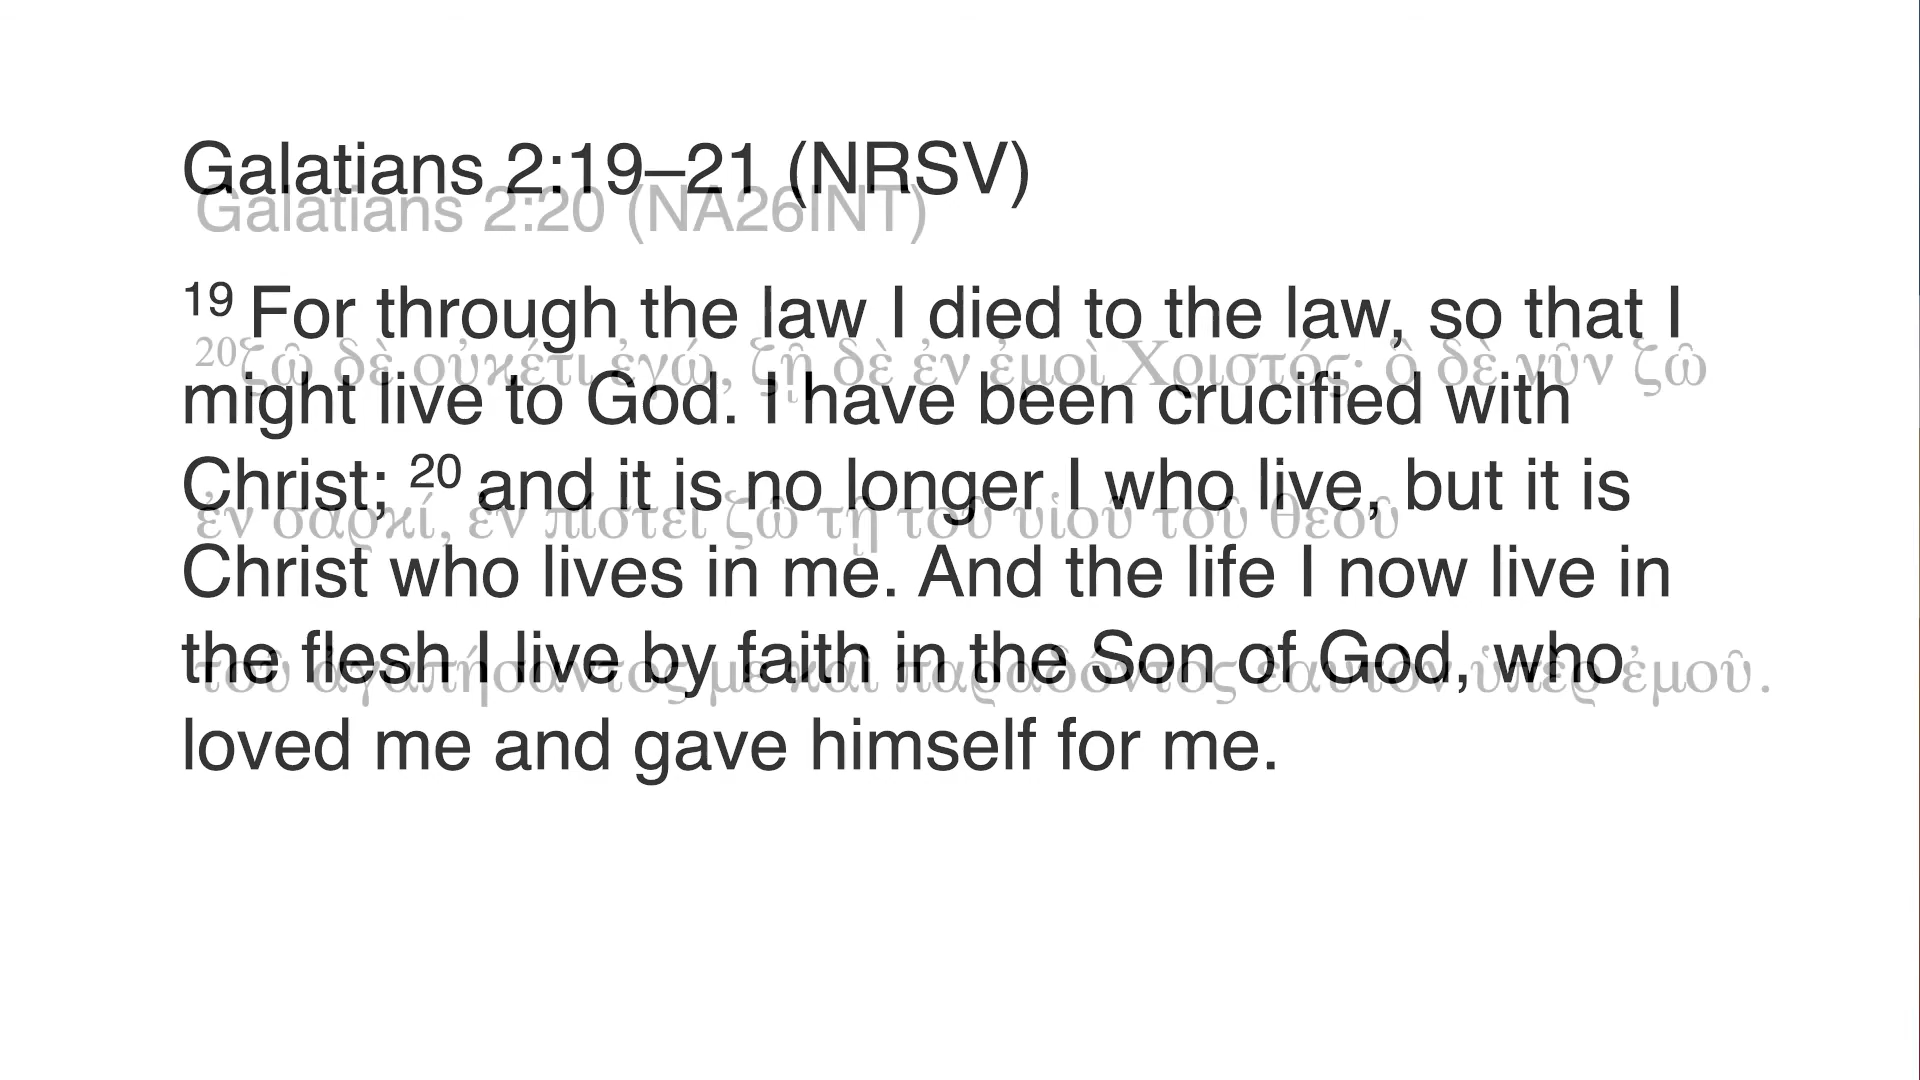 Galatians 2:19–21 (NRSV)
Galatians 2:20 (NA26INT)
19 For through the law I died to the law, so that I
20ζῶ δὲ οὐκέτι ἐγώ, ζῇ δὲ ἐν ἐμοὶ Χριστός· ὃ δὲ νῦν ζῶ
might live to God. I have been crucified with
Christ; 20 and it is no longer I who live, but it is
ἐν σαρκί, ἐν πίστει ζῶ τῇ τοῦ υἱοῦ τοῦ θεοῦ
Christ who lives in me. And the life I now live in
the flesh I live by faith in the Son of God, who
τοῦ ἀγαπήσαντος με καὶ παραδόντος ἑαυτὸν ὑπὲρ ἐμοῦ.
loved me and gave himself for me.